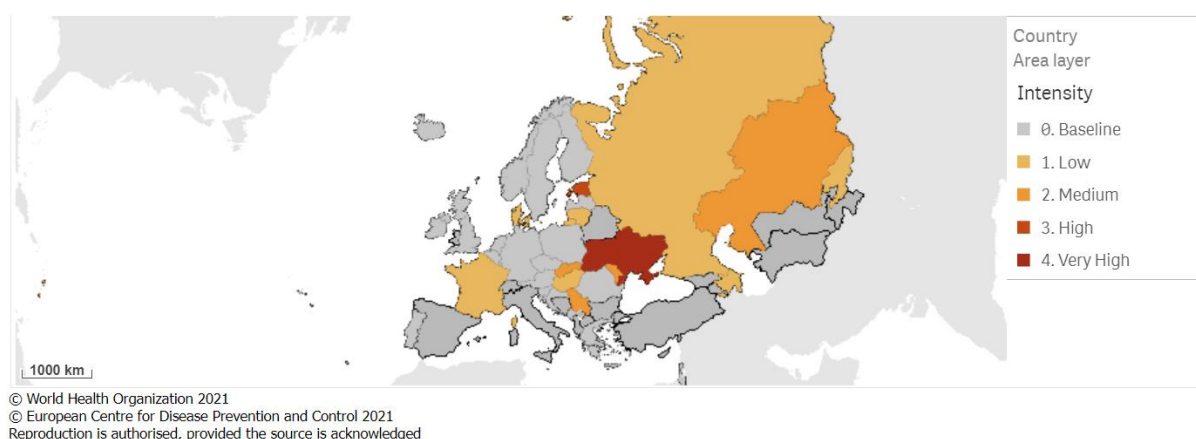 Country
Area layer
Intensity
0. Baseline
1. Low
2. Medium
3. High
4. Very High
1000 km
© World Health Organization 2021
© European Centre for Disease Prevention and Control 2021
Reproduction is authorised, provided the source is acknowledged